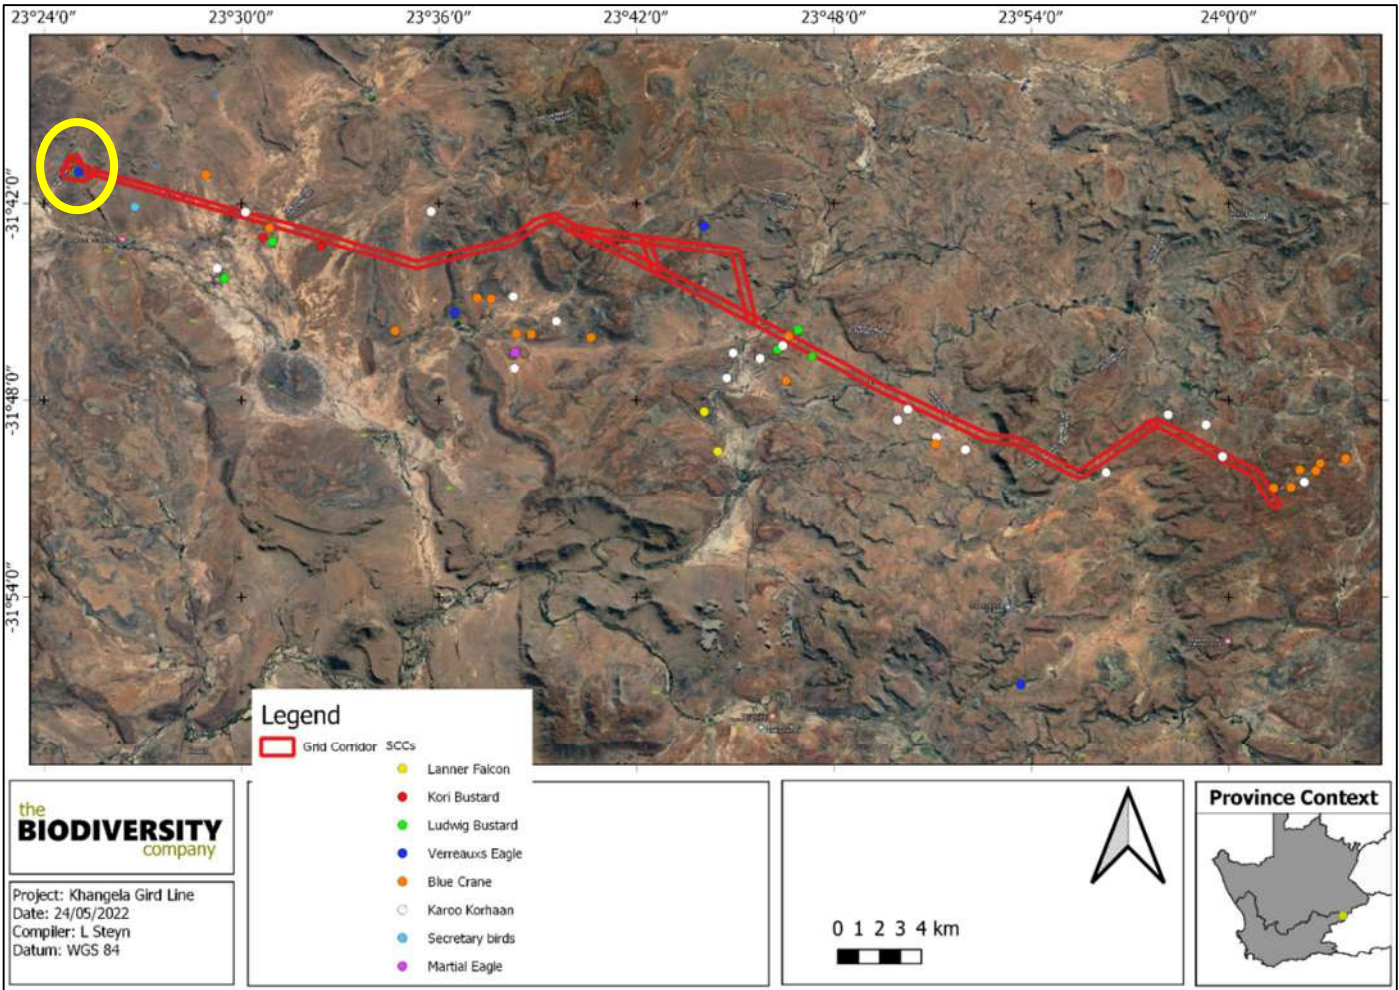 23°24′0″ 23°30′0″ 23°36′0″ 23°42′0″ 23°48′0″ 23°54′0″ 24°0′0″
-31°42′0″
-31°48′0″
-31°54′0″
Legend
Grid Corridor
SCCs
Lanner Falcon
Kori Bustard
Ludwig Bustard
Verreauxs Eagle
Blue Crane
Karoo Korhaan
Secretary birds
Martial Eagle
the
BIODIVERSITY
company
Project: Khangela Gird Line
Date: 24/05/2022
Compiler: L Steyn
Datum: WGS 84
0 1 2 3 4 km
Province Context